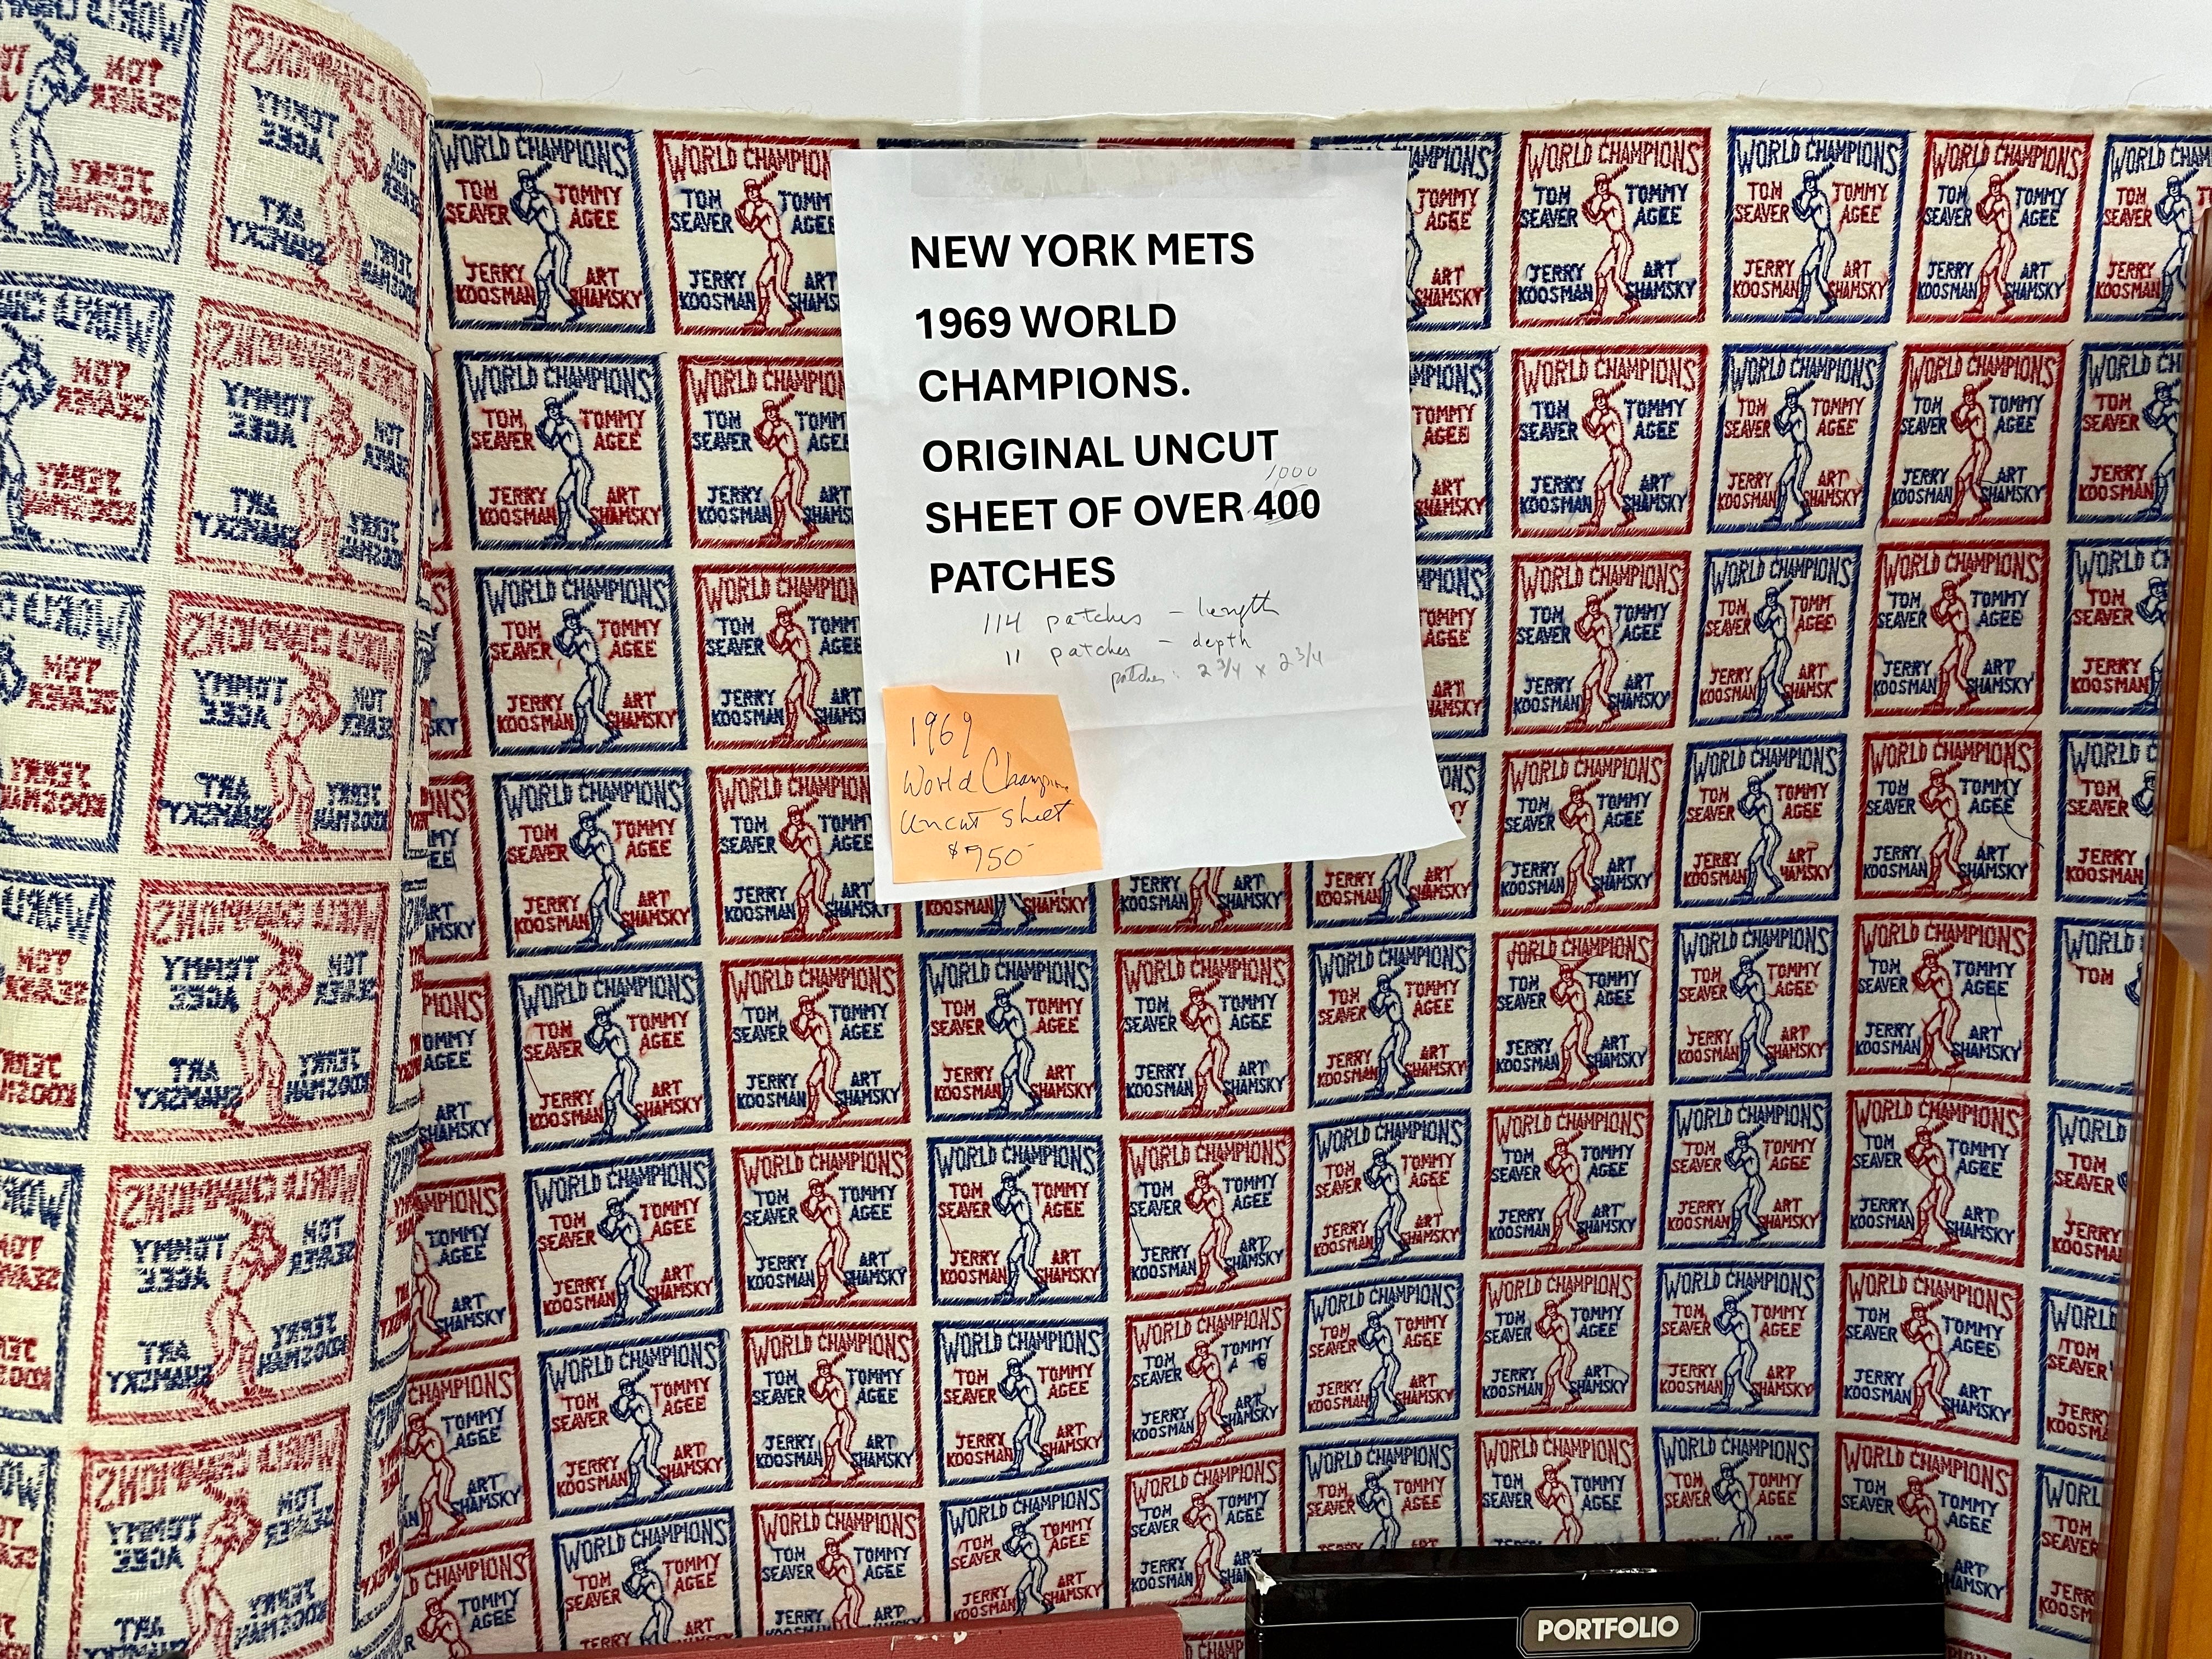 NEW YORK METS
1969 WORLD
CHAMPIONS.
ORIGINAL UNCUT
1000
SHEET OF OVER 400
PATCHES
114 patches - length
11 patches - depth
patches: 2 3/4 x 2 3/4
1969
World Champions
Uncut Sheet
$750-
WORLD CHAMPIONS
TOM SEAVER
TOMMY AGEE
JERRY KOOSMAN
ART SHAMSKY
PORTFOLIO